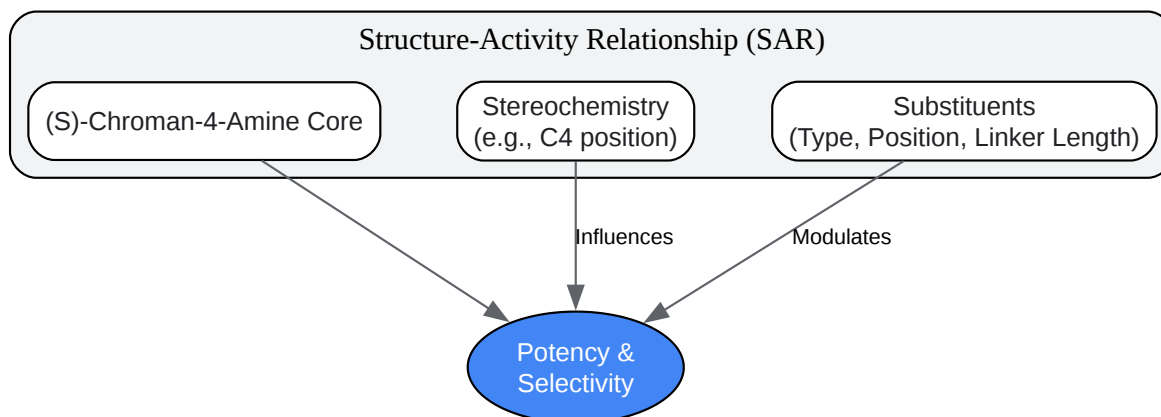 Structure-Activity Relationship (SAR)
(S)-Chroman-4-Amine Core
Stereochemistry
(e.g., C4 position)
Substituents
(Type, Position, Linker Length)
Influences
Modulates
Potency &
Selectivity